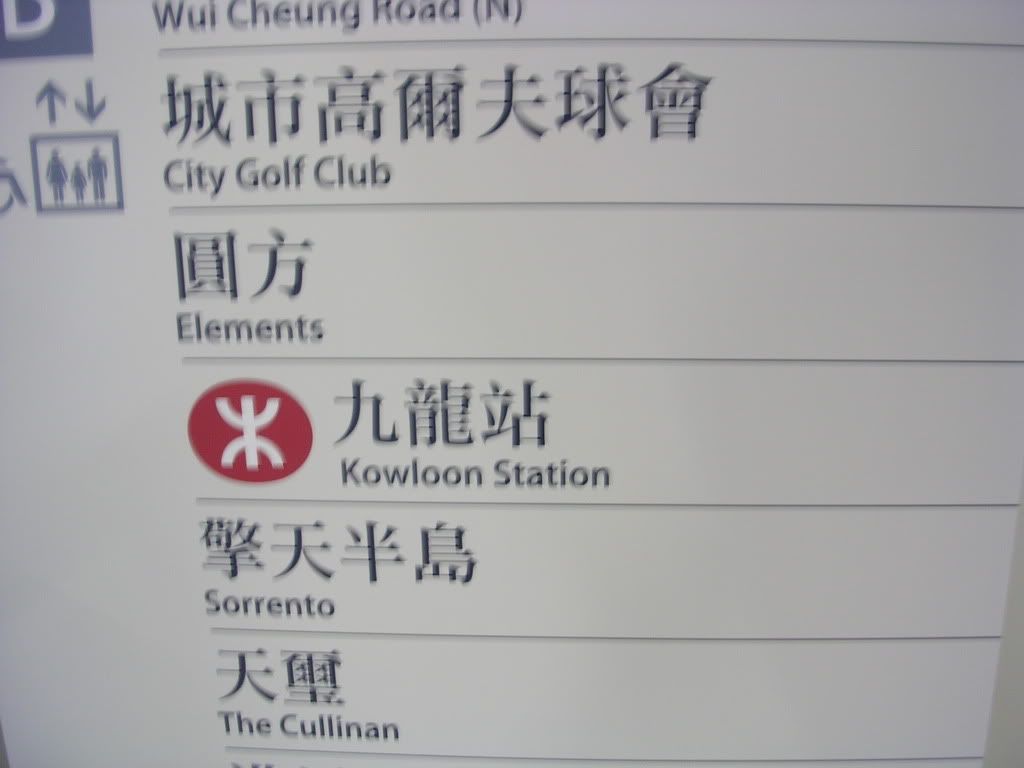 D
Wui Cheung Road (N)
城市高爾夫球會
City Golf Club
圓方
Elements
九龍站
Kowloon Station
擎天半島
Sorrento
天璽
The Cullinan